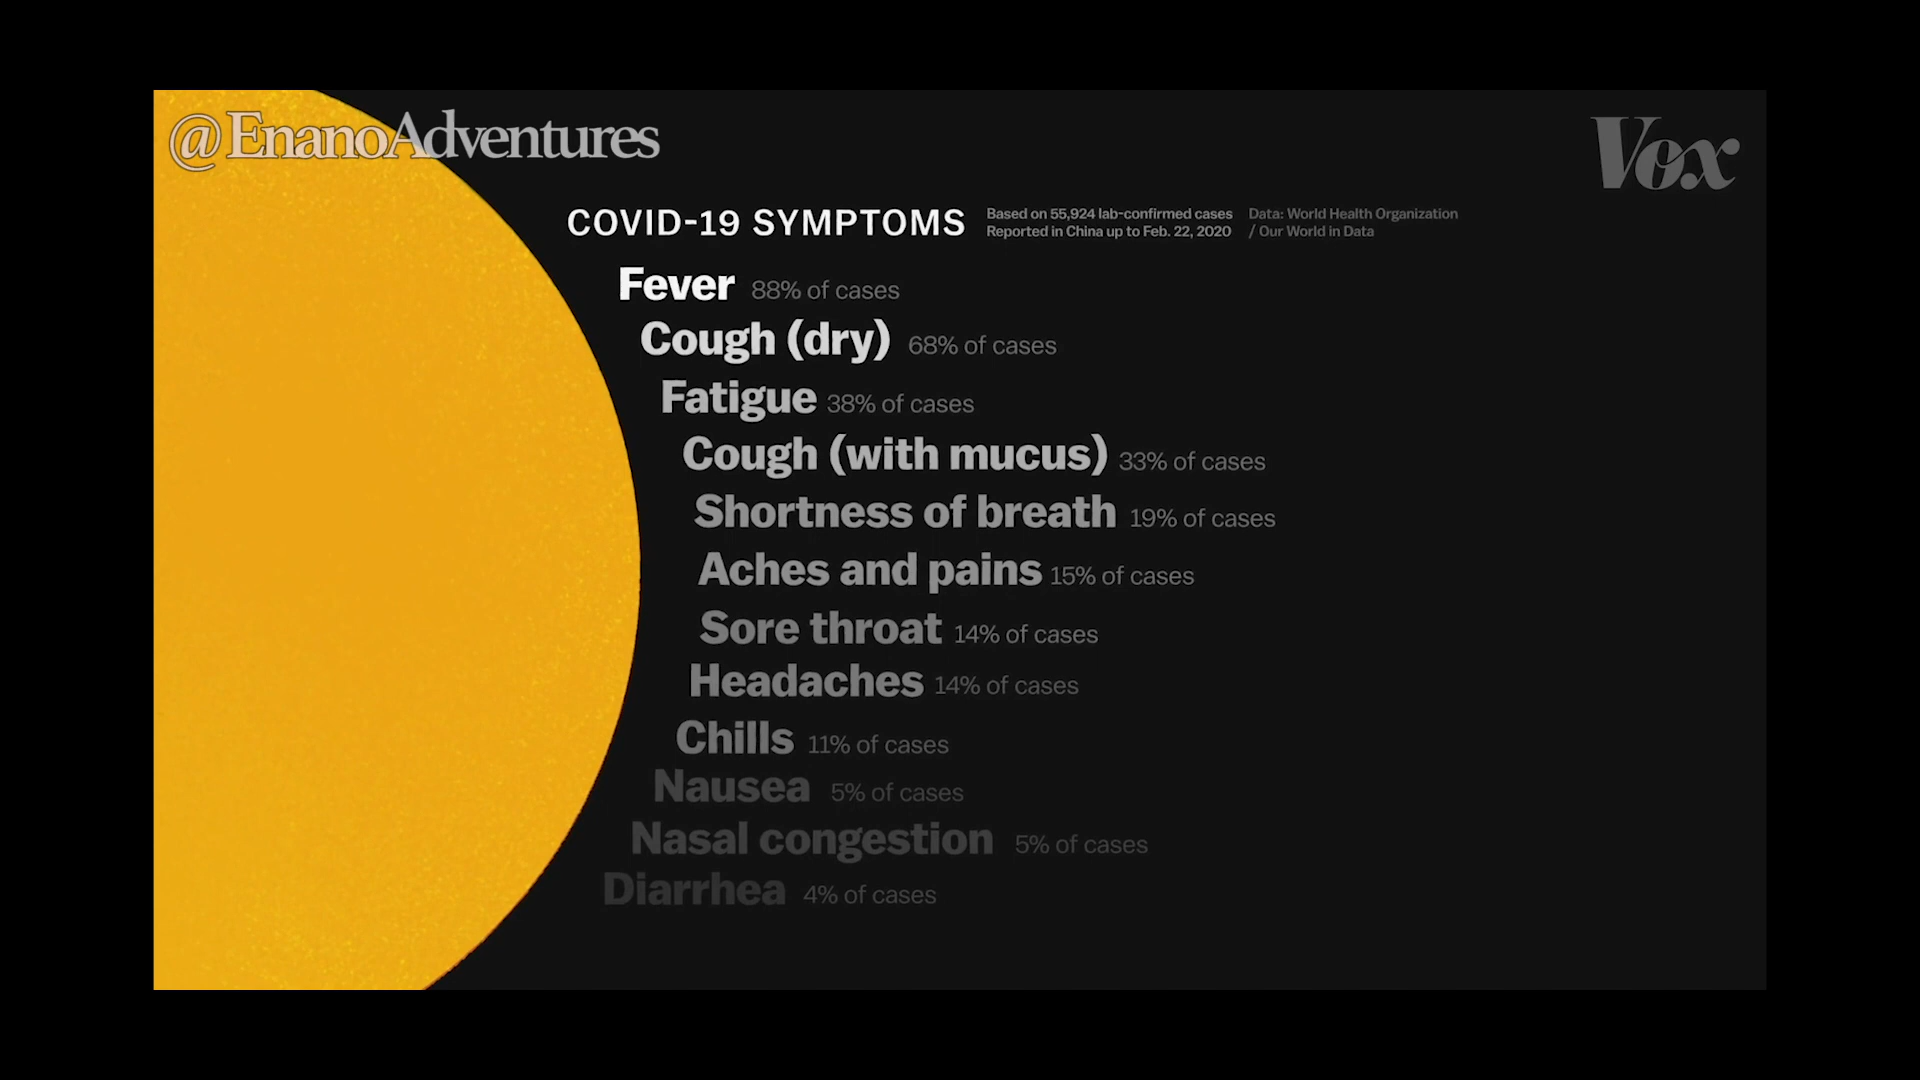 @EnanoAdventures
Vox
COVID-19 SYMPTOMS
Based on 55,924 lab-confirmed cases
Reported in China up to Feb. 22, 2020
Data: World Health Organization
/ Our World in Data
Fever 88% of cases
Cough (dry) 68% of cases
Fatigue 38% of cases
Cough (with mucus) 33% of cases
Shortness of breath 19% of cases
Aches and pains 15% of cases
Sore throat 14% of cases
Headaches 14% of cases
Chills 11% of cases
Nausea 5% of cases
Nasal congestion 5% of cases
Diarrhea 4% of cases